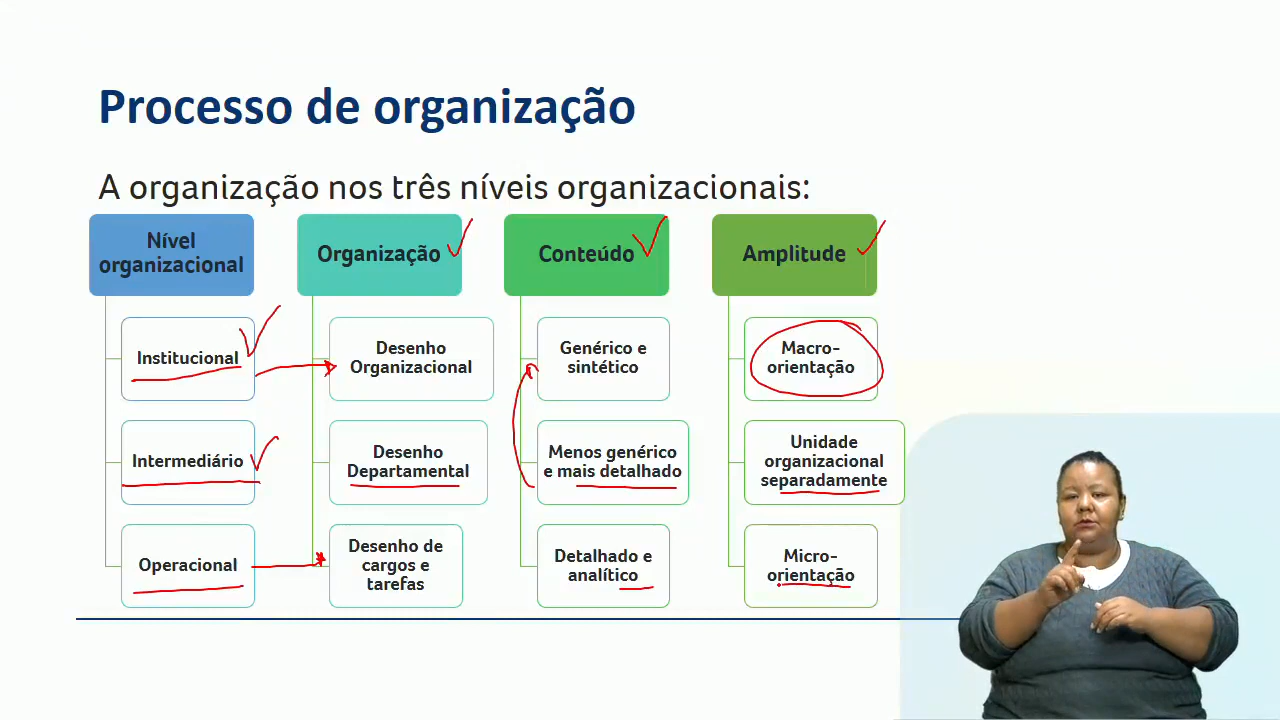 Processo de organização
A organização nos três níveis organizacionais:
Nível
organizacional
Organização
Conteúdo
Amplitude
Institucional
Desenho
Organizacional
Genérico e
sintético
Macro-
orientação
Intermediário
Desenho
Departamental
Menos genérico
e mais detalhado
Unidade
organizacional
separadamente
Operacional
Desenho de
cargos e
tarefas
Detalhado e
analítico
Micro-
orientação